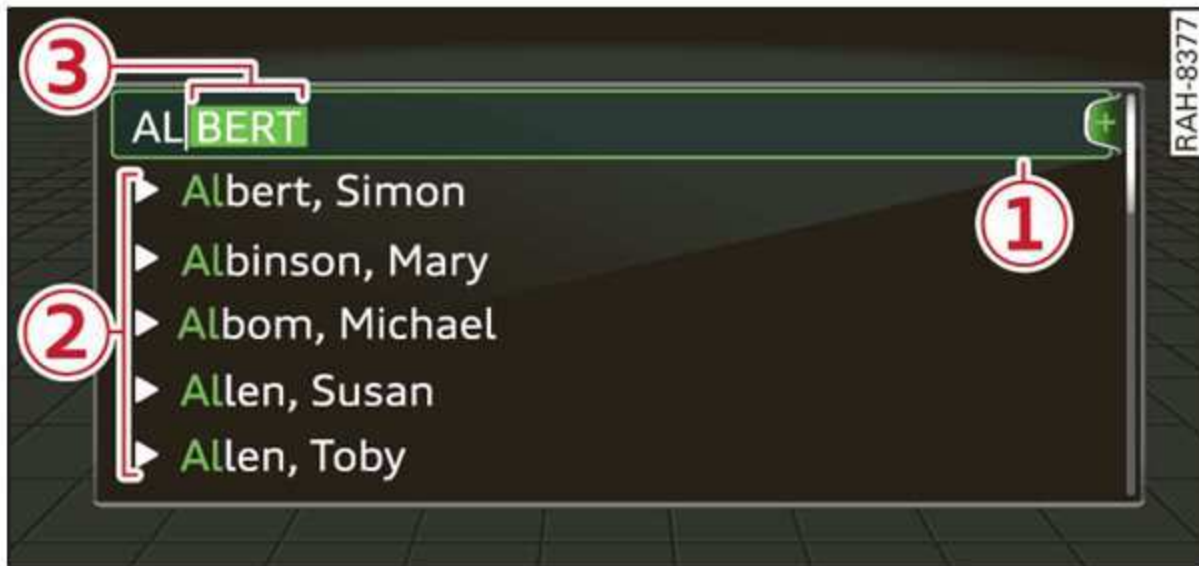 3
RAH-8377
ALBERT +
Albert, Simon
1
Albinson, Mary
2
Albom, Michael
Allen, Susan
Allen, Toby